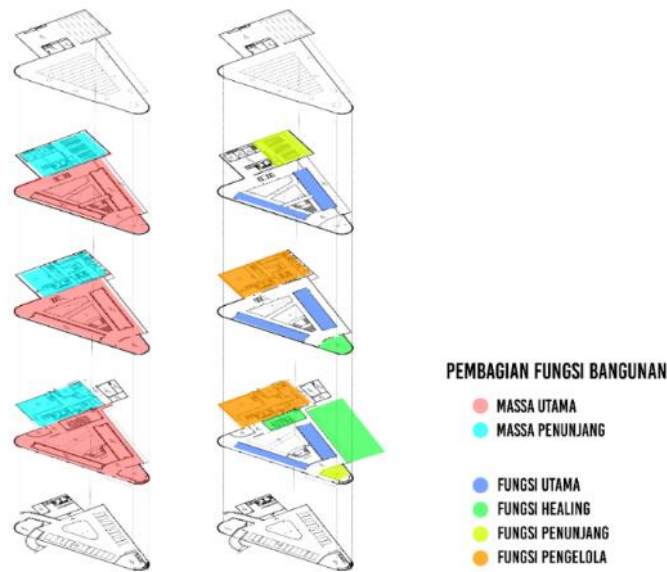 PEMBAGIAN FUNGSI BANGUNAN
MASSA UTAMA
MASSA PENUNJANG
FUNGSI UTAMA
FUNGSI HEALING
FUNGSI PENUNJANG
FUNGSI PENGELOLA